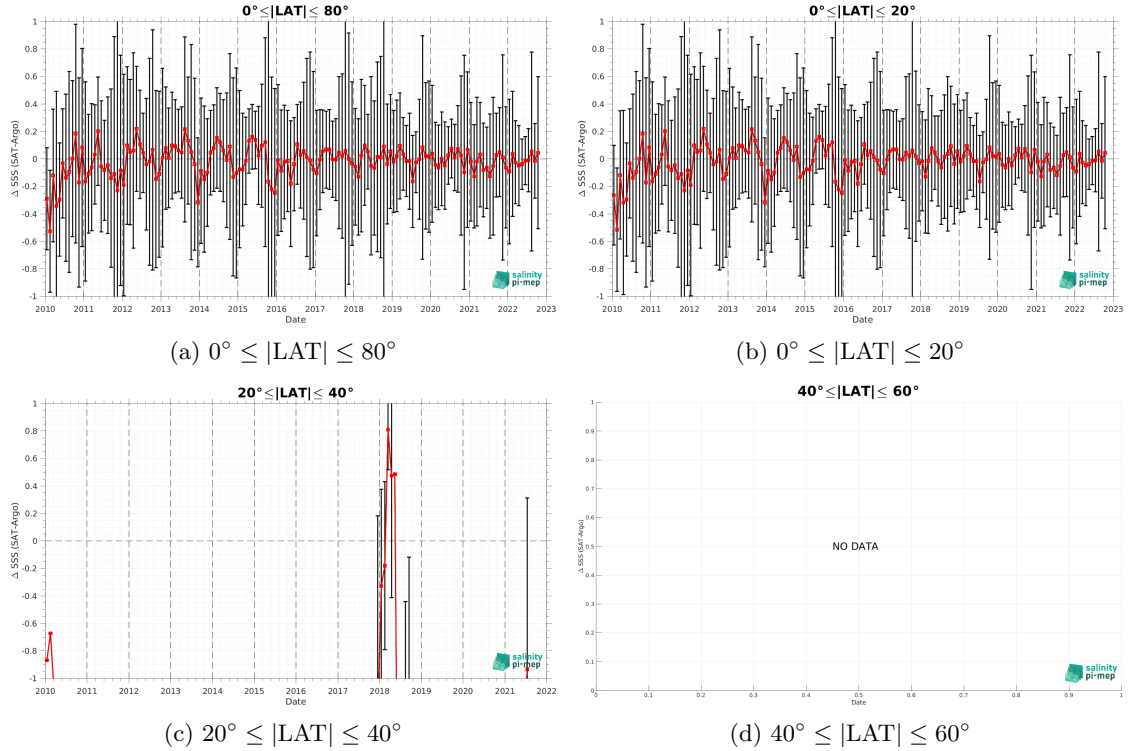 0°≤|LAT|≤ 80°
1
0.8
0.6
0.4
0.2
0
-0.2
-0.4
-0.6
-0.8
-1
Δ SSS (SAT-Argo)
2010 2011 2012 2013 2014 2015 2016 2017 2018 2019 2020 2021 2022 2023
Date
salinity
pi-mep
(a) 0° ≤ |LAT| ≤ 80°
0°≤|LAT|≤ 20°
1
0.8
0.6
0.4
0.2
0
-0.2
-0.4
-0.6
-0.8
-1
Δ SSS (SAT-Argo)
2010 2011 2012 2013 2014 2015 2016 2017 2018 2019 2020 2021 2022 2023
Date
salinity
pi-mep
(b) 0° ≤ |LAT| ≤ 20°
20°≤|LAT|≤ 40°
1
0.8
0.6
0.4
0.2
0
-0.2
-0.4
-0.6
-0.8
-1
Δ SSS (SAT-Argo)
2010 2011 2012 2013 2014 2015 2016 2017 2018 2019 2020 2021 2022
Date
salinity
pi-mep
(c) 20° ≤ |LAT| ≤ 40°
40°≤|LAT|≤ 60°
1
0.9
0.8
0.7
0.6
0.5
0.4
0.3
0.2
0.1
0
Δ SSS (SAT-Argo)
NO DATA
0 0.1 0.2 0.3 0.4 0.5 0.6 0.7 0.8 0.9 1
Date
salinity
pi-mep
(d) 40° ≤ |LAT| ≤ 60°